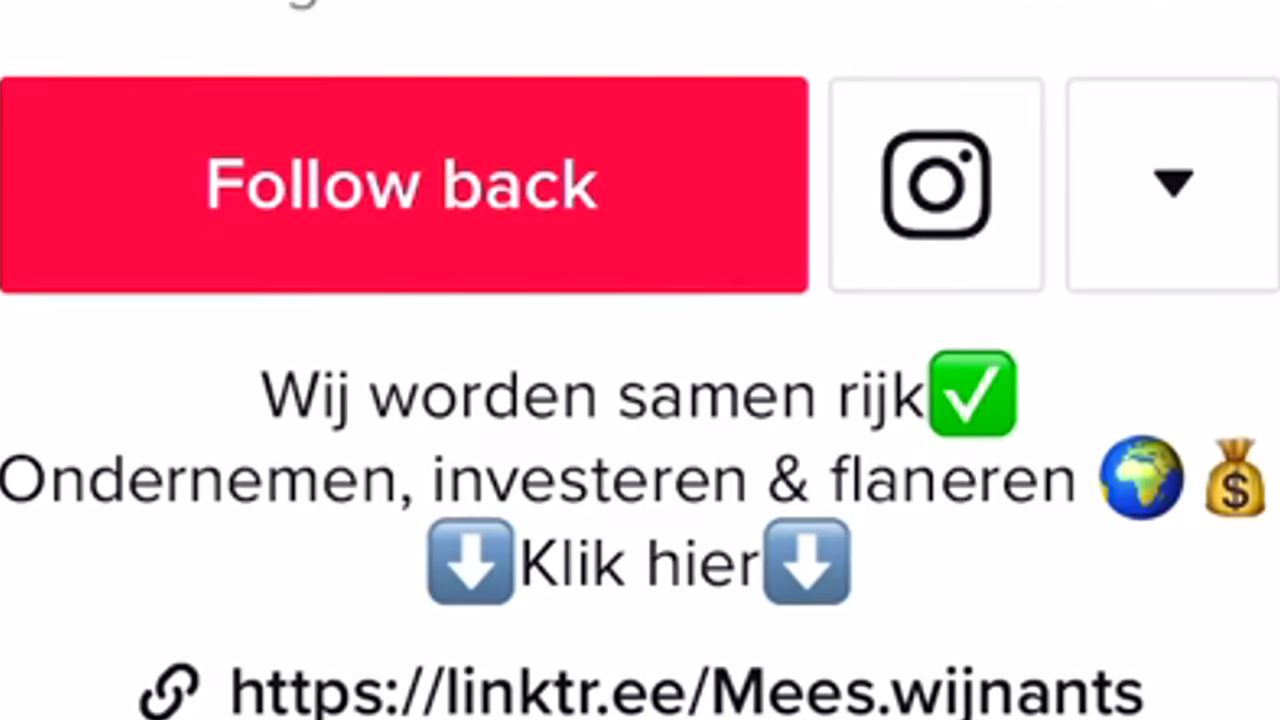 Follow back
Wij worden samen rijk✅
Ondernemen, investeren & flaneren 🌍💰
⬇️Klik hier⬇️
https://linktr.ee/Mees.wijnants